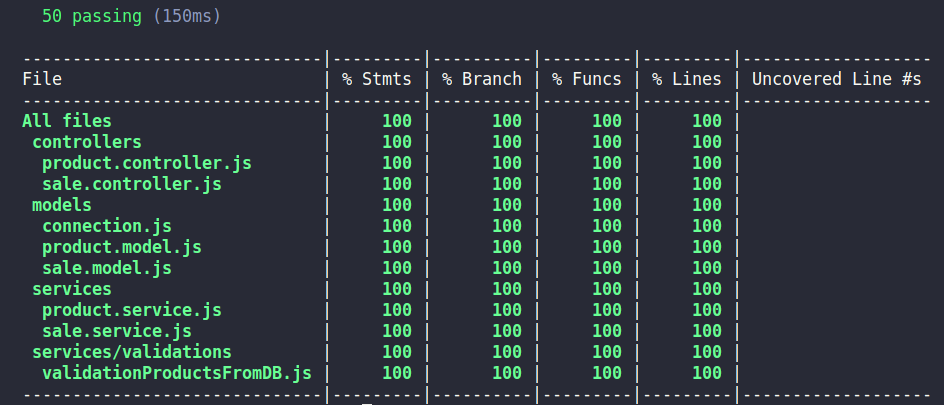 50 passing (150ms)
-------------------------------|---------|----------|---------|---------|-------------------
File                           | % Stmts | % Branch | % Funcs | % Lines | Uncovered Line #s
-------------------------------|---------|----------|---------|---------|-------------------
All files                      |     100 |      100 |     100 |     100 |
controllers                   |     100 |      100 |     100 |     100 |
product.controller.js        |     100 |      100 |     100 |     100 |
sale.controller.js           |     100 |      100 |     100 |     100 |
models                        |     100 |      100 |     100 |     100 |
connection.js                |     100 |      100 |     100 |     100 |
product.model.js             |     100 |      100 |     100 |     100 |
sale.model.js                |     100 |      100 |     100 |     100 |
services                      |     100 |      100 |     100 |     100 |
product.service.js           |     100 |      100 |     100 |     100 |
sale.service.js              |     100 |      100 |     100 |     100 |
services/validations          |     100 |      100 |     100 |     100 |
validationProductsFromDB.js  |     100 |      100 |     100 |     100 |
-------------------------------|---------|----------|---------|---------|-------------------